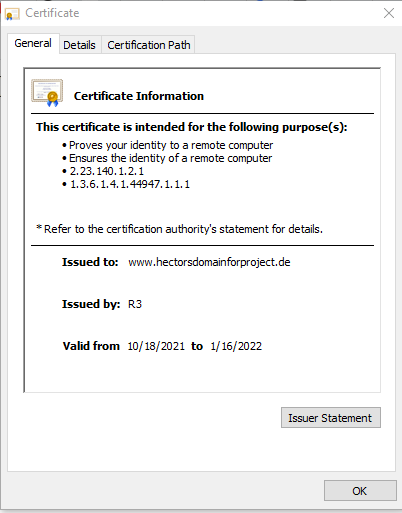 Certificate
General Details Certification Path
Certificate Information
This certificate is intended for the following purpose(s):
• Proves your identity to a remote computer
• Ensures the identity of a remote computer
• 2.23.140.1.2.1
• 1.3.6.1.4.1.44947.1.1.1
* Refer to the certification authority's statement for details.
Issued to: www.hectorsdomainforproject.de
Issued by: R3
Valid from 10/18/2021 to 1/16/2022
Issuer Statement
OK